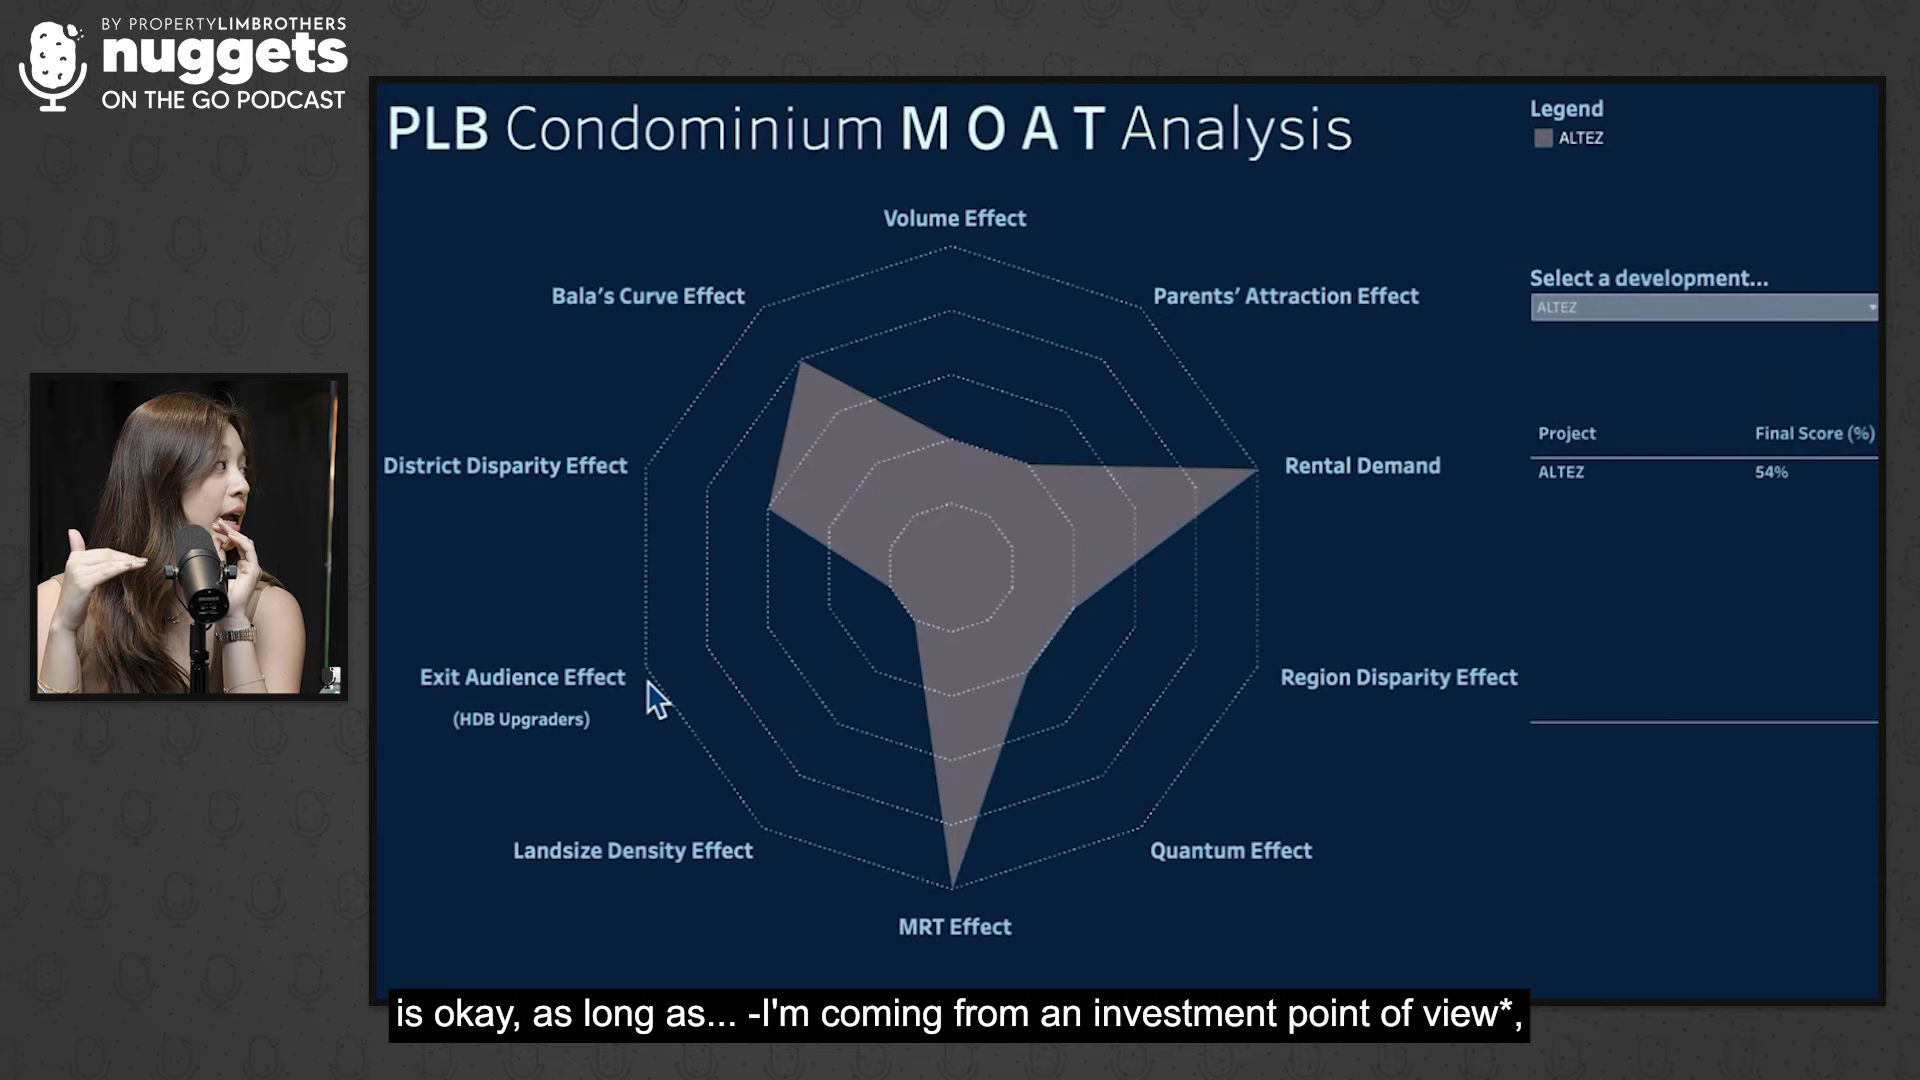 BY PROPERTYLIMBROTHERS
nuggets
ON THE GO PODCAST
PLB Condominium MOAT Analysis
Legend
ALTEZ
Volume Effect
Bala's Curve Effect
Parents' Attraction Effect
Select a development...
ALTEZ
Project Final Score (%)
ALTEZ 54%
District Disparity Effect
Rental Demand
Exit Audience Effect
(HDB Upgraders)
Region Disparity Effect
Landsize Density Effect
Quantum Effect
MRT Effect
is okay, as long as... -I'm coming from an investment point of view*,